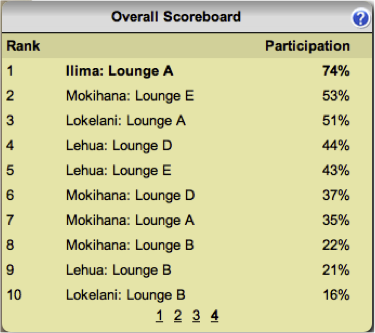 Overall Scoreboard ?
Rank Participation
1 Ilima: Lounge A 74%
2 Mokihana: Lounge E 53%
3 Lokelani: Lounge A 51%
4 Lehua: Lounge D 44%
5 Lehua: Lounge E 43%
6 Mokihana: Lounge D 37%
7 Mokihana: Lounge A 35%
8 Mokihana: Lounge B 22%
9 Lehua: Lounge B 21%
10 Lokelani: Lounge B 16%
1 2 3 4